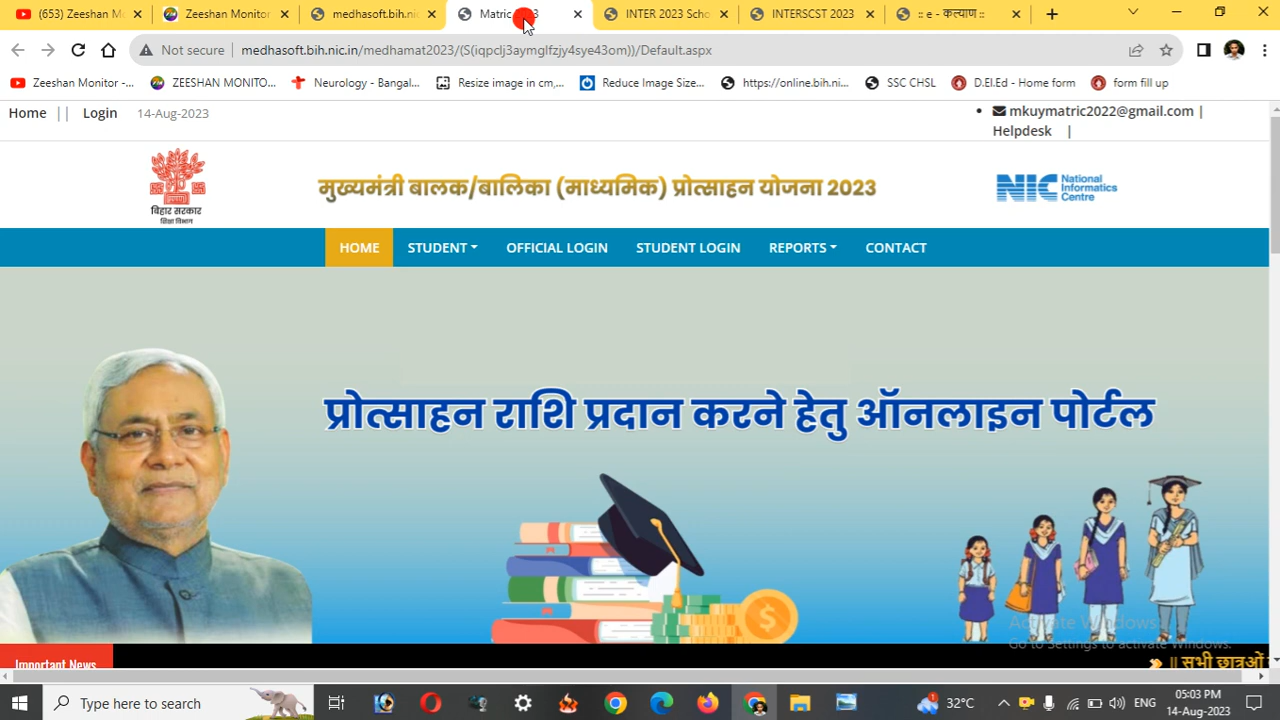 (653) Zeeshan Mo
Zeeshan Monitor
medhasoft.bih.nic
Matric
INTER 2023 Scho
INTERSCST 2023
:: e - कल्याण ::
Not secure
medhasoft.bih.nic.in/medhamat2023/(S(iqpclj3aymglfzjy4sye43om))/Default.aspx
Zeeshan Monitor -...
ZEESHAN MONITO...
Neurology - Bangal...
Resize image in cm,...
Reduce Image Size...
https://online.bih.ni...
SSC CHSL
D.El.Ed - Home form
form fill up
Home || Login 14-Aug-2023
mkuymatric2022@gmail.com |
Helpdesk |
बिहार सरकार
शिक्षा विभाग
मुख्यमंत्री बालक/बालिका (माध्यमिक) प्रोत्साहन योजना 2023
NIC
National
Informatics
Centre
HOME
STUDENT
OFFICIAL LOGIN
STUDENT LOGIN
REPORTS
CONTACT
प्रोत्साहन राशि प्रदान करने हेतु ऑनलाइन पोर्टल
Activate Windows
Go to Settings to activate Windows.
Important News
|| सभी छात्रओं
Type here to search
32°C
ENG
05:03 PM
14-Aug-2023